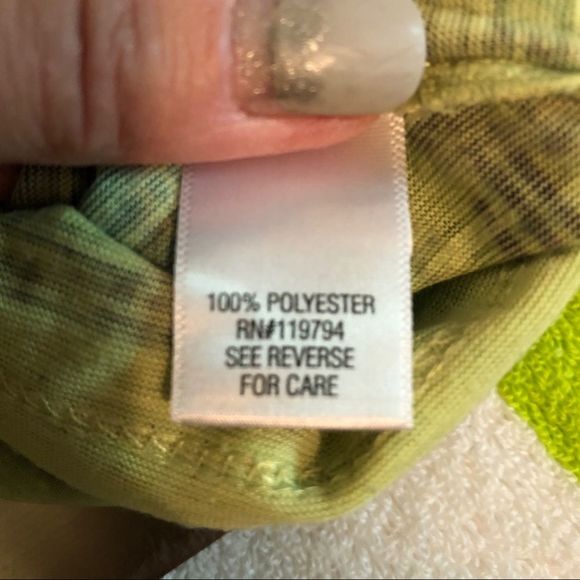 100% POLYESTER
RN#119794
SEE REVERSE
FOR CARE